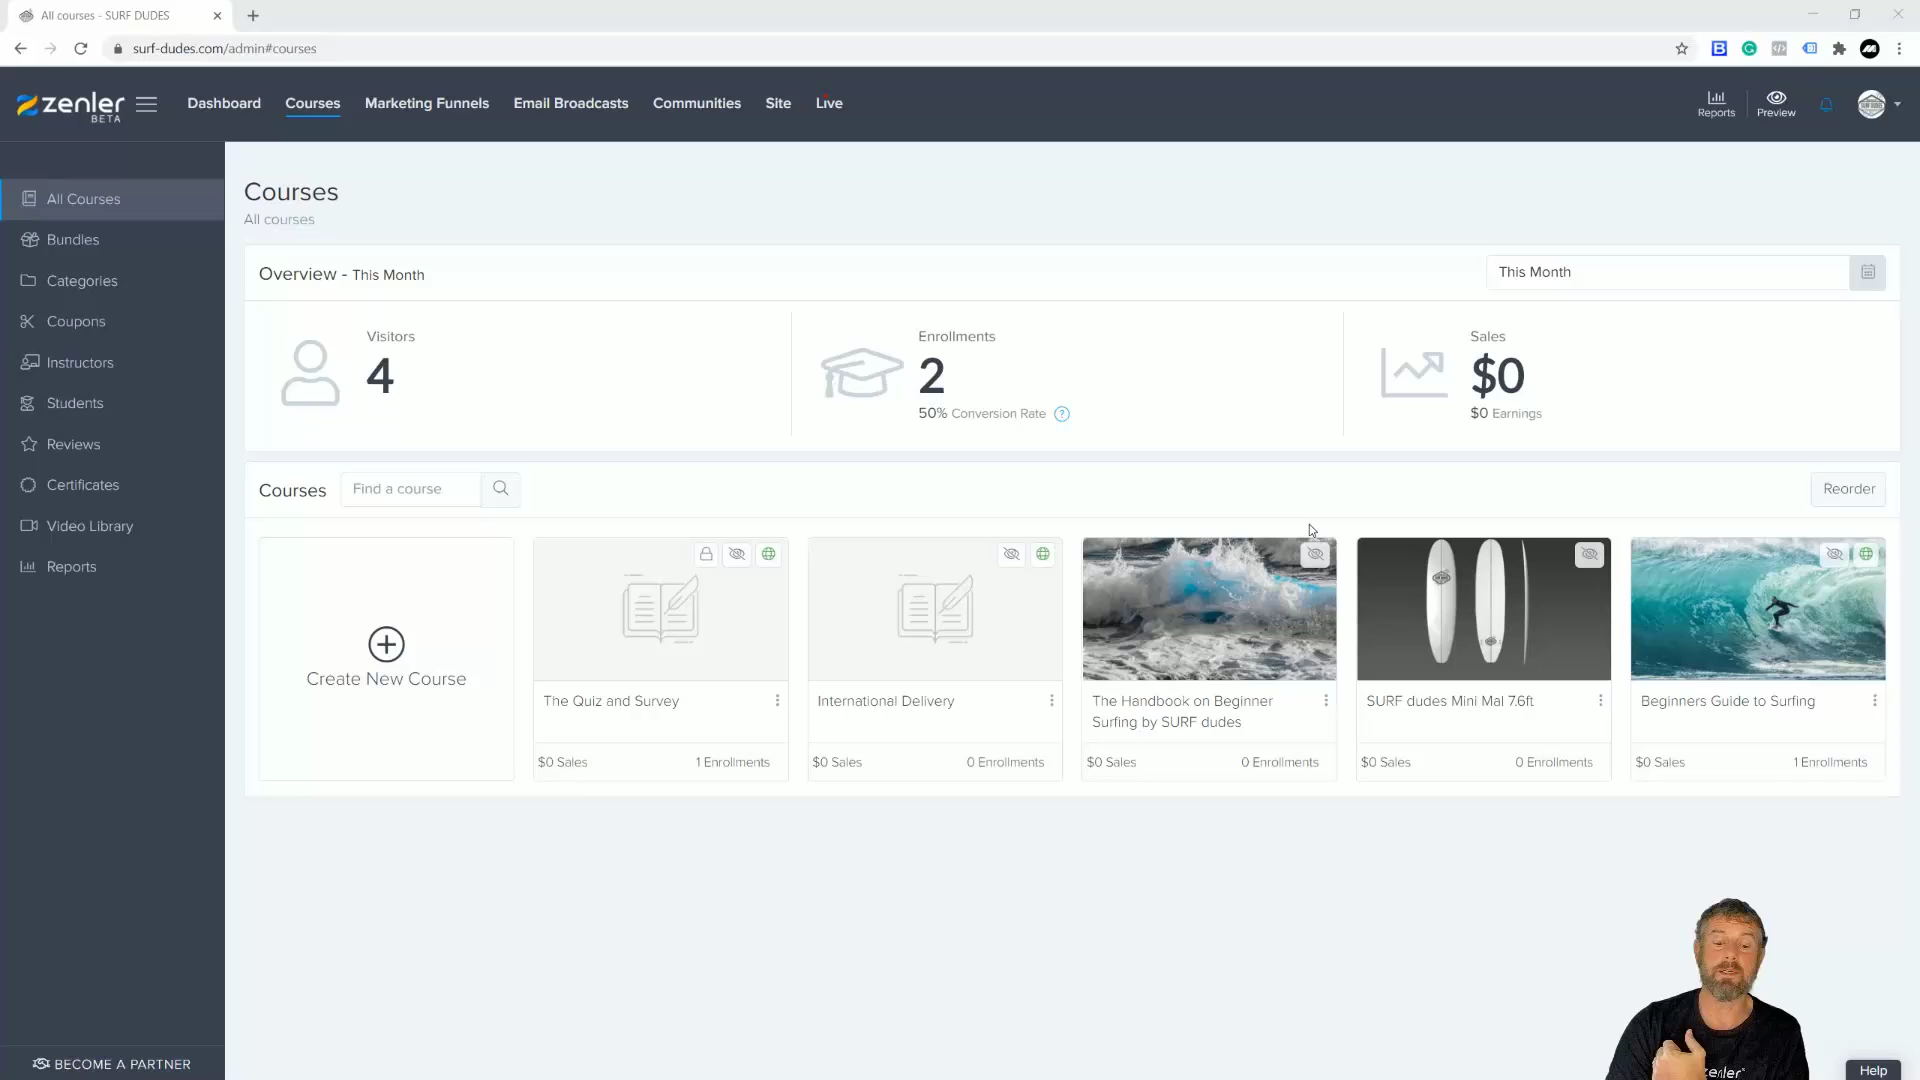 All courses - SURF DUDES
surf-dudes.com/admin#courses
zenler
BETA
Dashboard
Courses
Marketing Funnels
Email Broadcasts
Communities
Site
Live
Reports
Preview
All Courses
Bundles
Categories
Coupons
Instructors
Students
Reviews
Certificates
Video Library
Reports
BECOME A PARTNER
Courses
All courses
Overview - This Month
This Month
Visitors
4
Enrollments
2
50% Conversion Rate ?
Sales
$0
$0 Earnings
Courses
Find a course
Reorder
Create New Course
The Quiz and Survey
$0 Sales
1 Enrollments
International Delivery
$0 Sales
0 Enrollments
The Handbook on Beginner
Surfing by SURF dudes
$0 Sales
0 Enrollments
SURF dudes Mini Mal 7.6ft
$0 Sales
0 Enrollments
Beginners Guide to Surfing
$0 Sales
1 Enrollments
Help